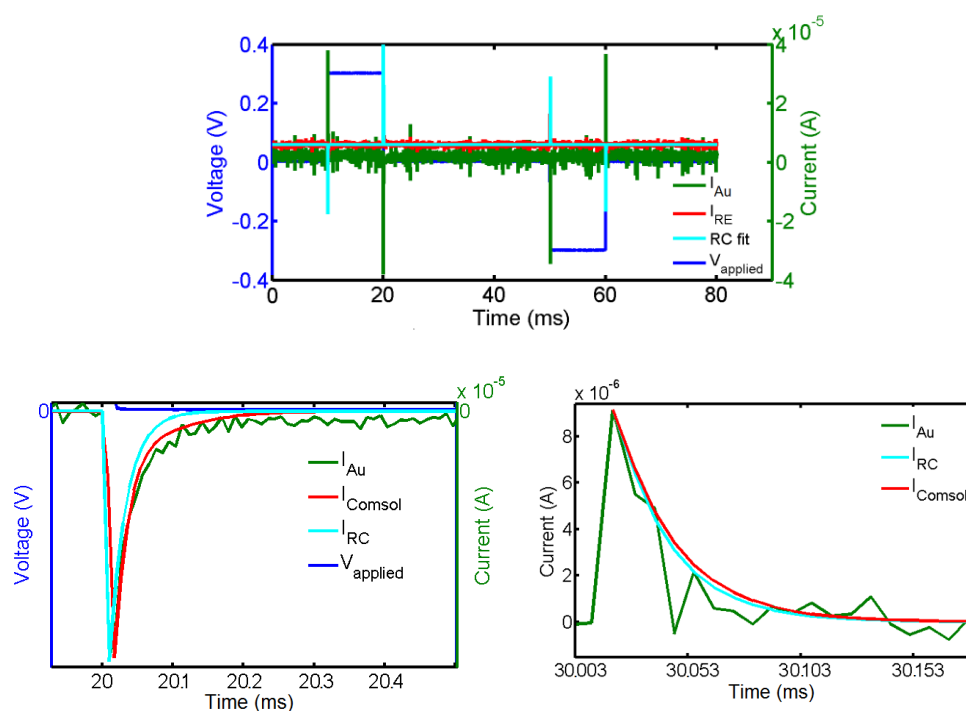 x 10^-5
0.4
0.2
0
-0.2
-0.4
Voltage (V)
4
2
0
-2
-4
Current (A)
I_Au
I_RE
RC fit
V_applied
0 20 40 60 80
Time (ms)
x 10^-5
0
0
Voltage (V)
Current (A)
I_Au
I_Comsol
I_RC
V_applied
20 20.1 20.2 20.3 20.4
Time (ms)
x 10^-6
8
6
4
2
0
Current (A)
I_Au
I_RC
I_Comsol
30.003 30.053 30.103 30.153
Time (ms)